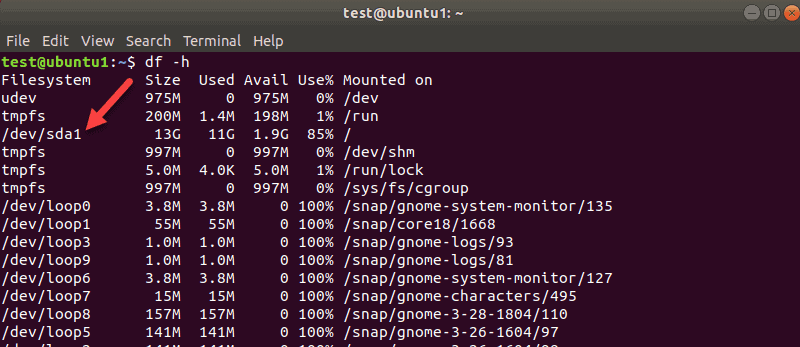 test@ubuntu1: ~
File Edit View Search Terminal Help
test@ubuntu1:~$ df -h
Filesystem Size Used Avail Use% Mounted on
udev 975M 0 975M 0% /dev
tmpfs 200M 1.4M 198M 1% /run
/dev/sda1 13G 11G 1.9G 85% /
tmpfs 997M 0 997M 0% /dev/shm
tmpfs 5.0M 4.0K 5.0M 1% /run/lock
tmpfs 997M 0 997M 0% /sys/fs/cgroup
/dev/loop0 3.8M 3.8M 0 100% /snap/gnome-system-monitor/135
/dev/loop1 55M 55M 0 100% /snap/core18/1668
/dev/loop3 1.0M 1.0M 0 100% /snap/gnome-logs/93
/dev/loop9 1.0M 1.0M 0 100% /snap/gnome-logs/81
/dev/loop6 3.8M 3.8M 0 100% /snap/gnome-system-monitor/127
/dev/loop7 15M 15M 0 100% /snap/gnome-characters/495
/dev/loop8 157M 157M 0 100% /snap/gnome-3-28-1804/110
/dev/loop5 141M 141M 0 100% /snap/gnome-3-26-1604/97